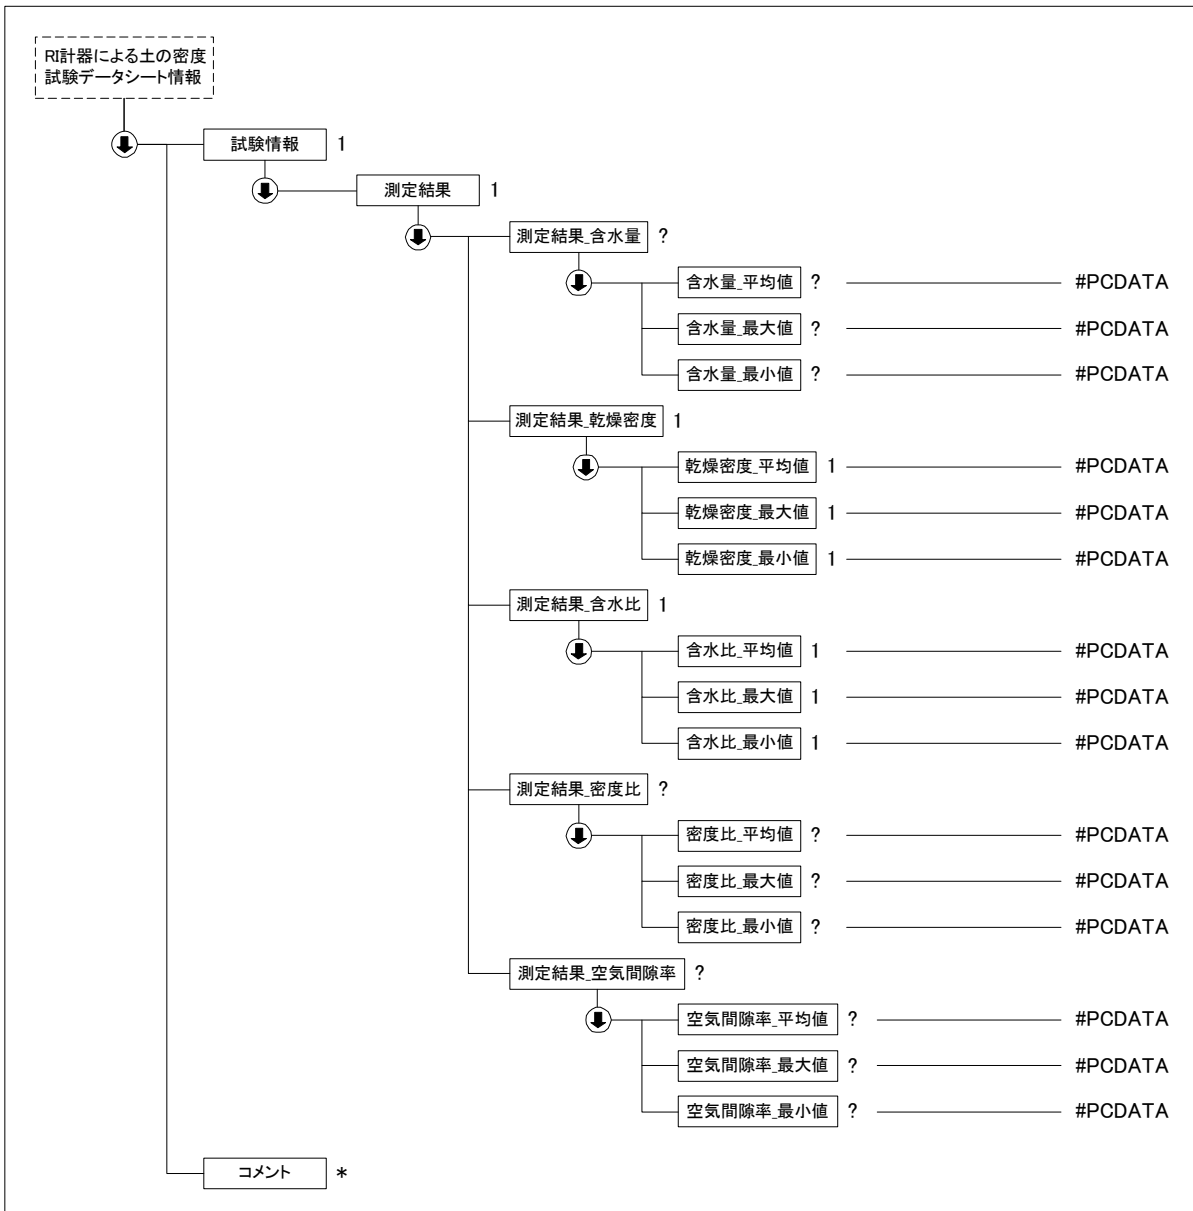 RI計器による土の密度
試験データシート情報
試験情報 1
測定結果 1
測定結果_含水量 ?
含水量_平均値 ? #PCDATA
含水量_最大値 ? #PCDATA
含水量_最小値 ? #PCDATA
測定結果_乾燥密度 1
乾燥密度_平均値 1 #PCDATA
乾燥密度_最大値 1 #PCDATA
乾燥密度_最小値 1 #PCDATA
測定結果_含水比 1
含水比_平均値 1 #PCDATA
含水比_最大値 1 #PCDATA
含水比_最小値 1 #PCDATA
測定結果_密度比 ?
密度比_平均値 ? #PCDATA
密度比_最大値 ? #PCDATA
密度比_最小値 ? #PCDATA
測定結果_空気間隙率 ?
空気間隙率_平均値 ? #PCDATA
空気間隙率_最大値 ? #PCDATA
空気間隙率_最小値 ? #PCDATA
コメント *